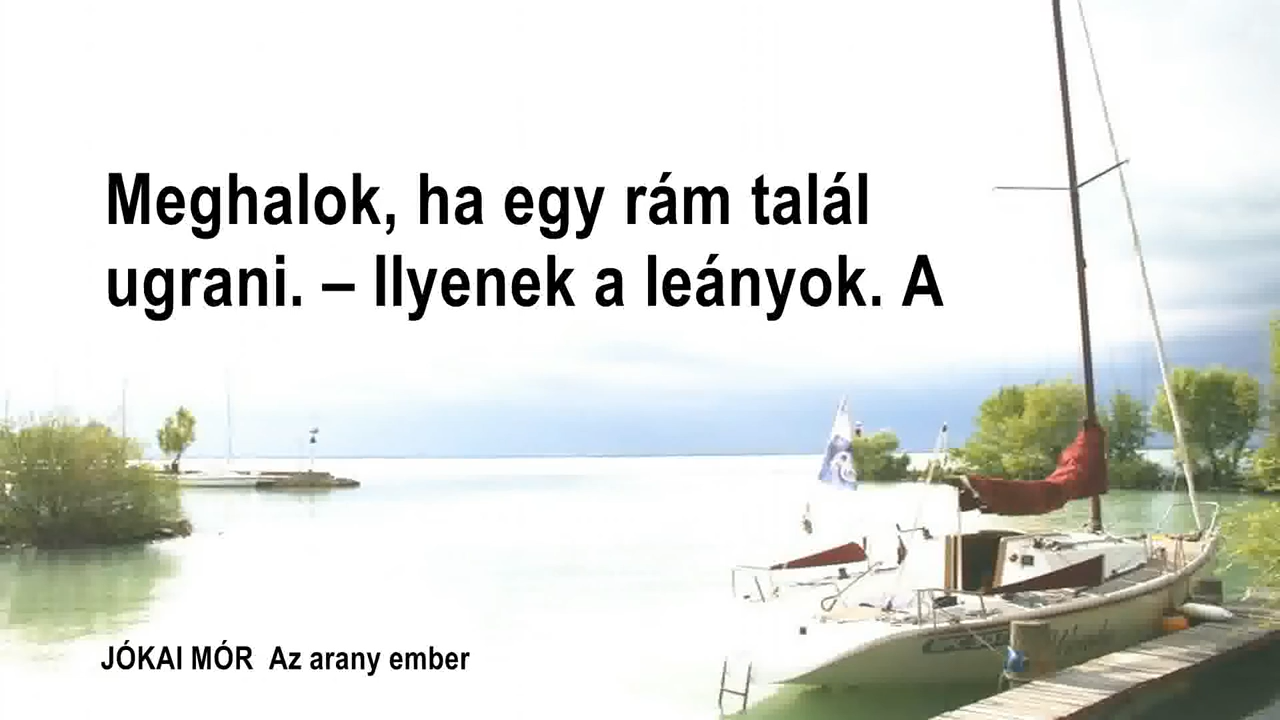 Meghalok, ha egy rám talál
ugrani. – Ilyenek a leányok. A
JÓKAI MÓR Az arany ember